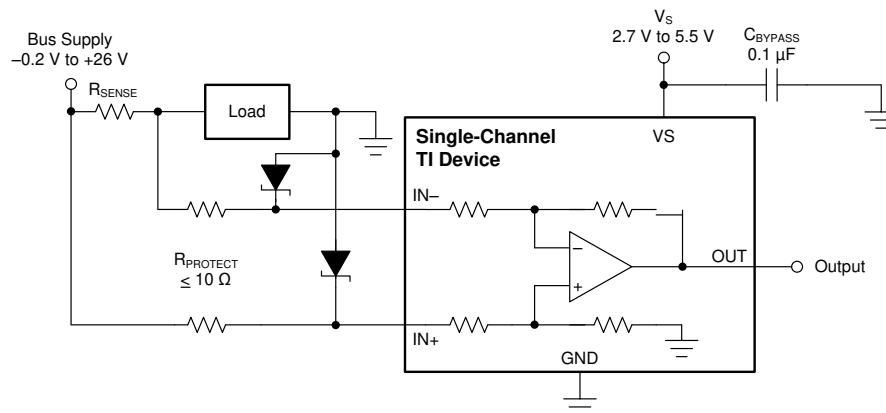 Bus Supply
–0.2 V to +26 V
RSENSE
Load
VS
2.7 V to 5.5 V
CBYPASS
0.1 µF
Single-Channel
TI Device
VS
IN–
RPROTECT
≤ 10 Ω
–
+
OUT
Output
IN+
GND